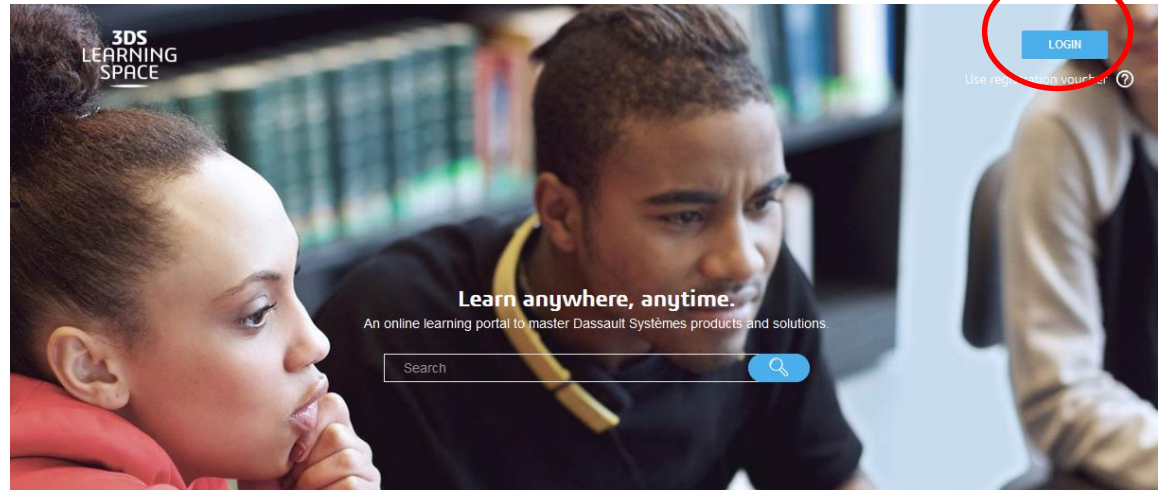 3DS
LEARNING
SPACE
LOGIN
Use registration voucher ?
Learn anywhere, anytime.
An online learning portal to master Dassault Systèmes products and solutions.
Search